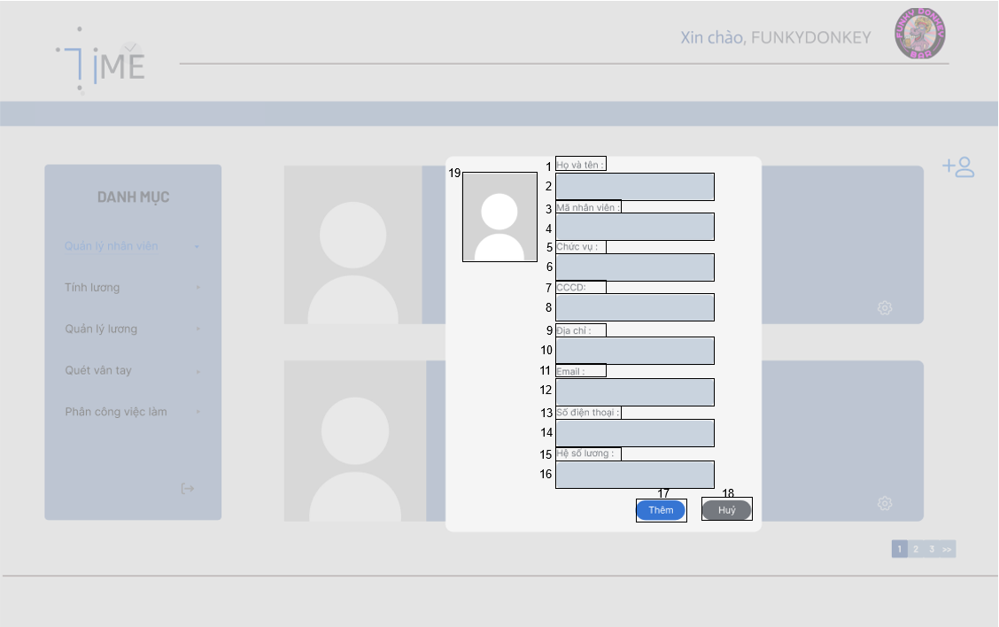 TiME
Xin chào, FUNKYDONKEY
FUNKY DONKEY
BAR
DANH MỤC
Quản lý nhân viên
Tính lương
Quản lý lương
Quét vân tay
Phân công việc làm
19
1 Họ và tên :
2
3 Mã nhân viên :
4
5 Chức vụ :
6
7 CCCD:
8
9 Địa chỉ :
10
11 Email :
12
13 Số điện thoại :
14
15 Hệ số lương :
16
17 18
Thêm Huỷ
1 2 3 >>